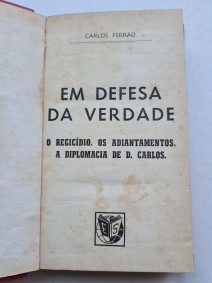 CARLOS FERRÃO
EM DEFESA
DA VERDADE
O REGICÍDIO. OS ADIANTAMENTOS.
A DIPLOMACIA DE D. CARLOS.